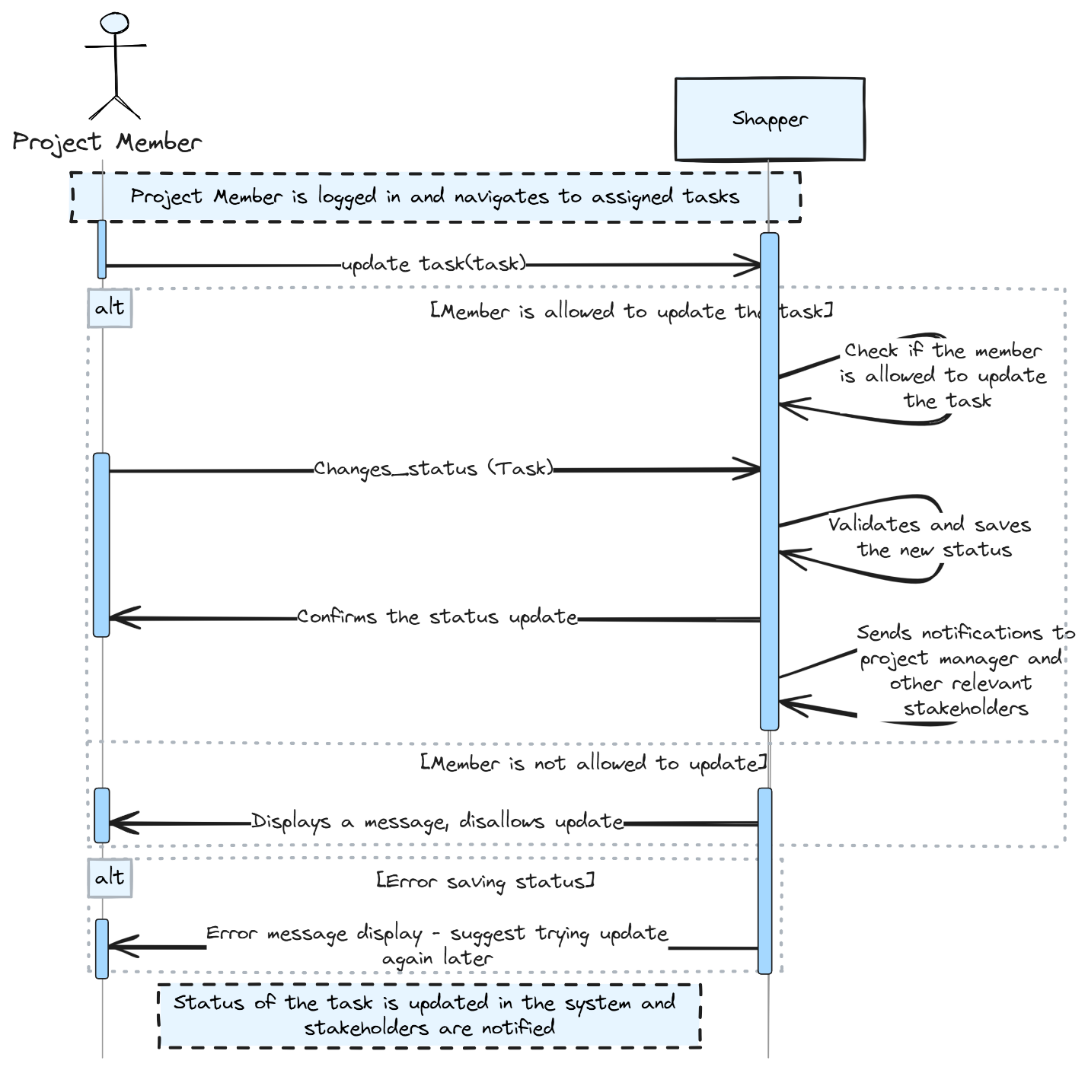 Project Member
Shapper
Project Member is logged in and navigates to assigned tasks
update task(task)
alt
[Member is allowed to update the task]
Check if the member
is allowed to update
the task
Changes_status (Task)
Validates and saves
the new status
Confirms the status update
Sends notifications to
project manager and
other relevant
stakeholders
[Member is not allowed to update]
Displays a message, disallows update
alt
[Error saving status]
Error message display - suggest trying update
again later
Status of the task is updated in the system and
stakeholders are notified